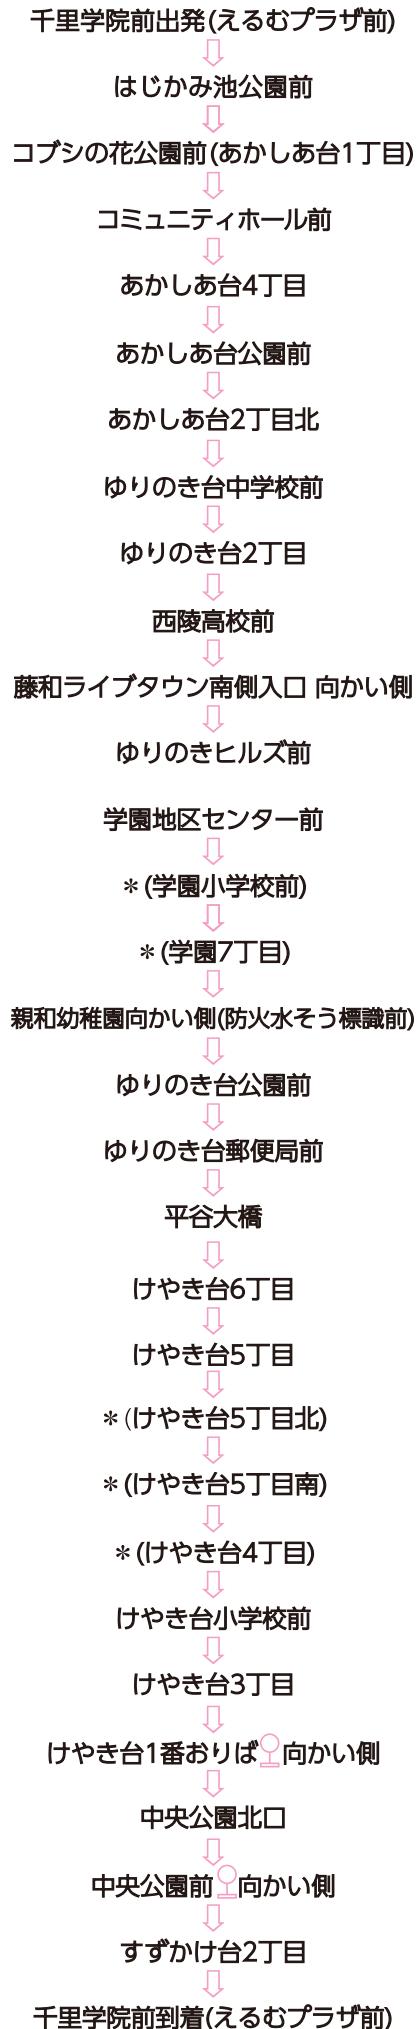 千里学院前出発(えるむプラザ前)
はじかみ池公園前
コブシの花公園前(あかしあ台1丁目)
コミュニティホール前
あかしあ台4丁目
あかしあ台公園前
あかしあ台2丁目北
ゆりのき台中学校前
ゆりのき台2丁目
西陵高校前
藤和ライブタウン南側入口 向かい側
ゆりのきヒルズ前
学園地区センター前
＊(学園小学校前)
＊(学園7丁目)
親和幼稚園向かい側(防火水そう標識前)
ゆりのき台公園前
ゆりのき台郵便局前
平谷大橋
けやき台6丁目
けやき台5丁目
＊(けやき台5丁目北)
＊(けやき台5丁目南)
＊(けやき台4丁目)
けやき台小学校前
けやき台3丁目
けやき台1番おりば向かい側
中央公園北口
中央公園前向かい側
すずかけ台2丁目
千里学院前到着(えるむプラザ前)